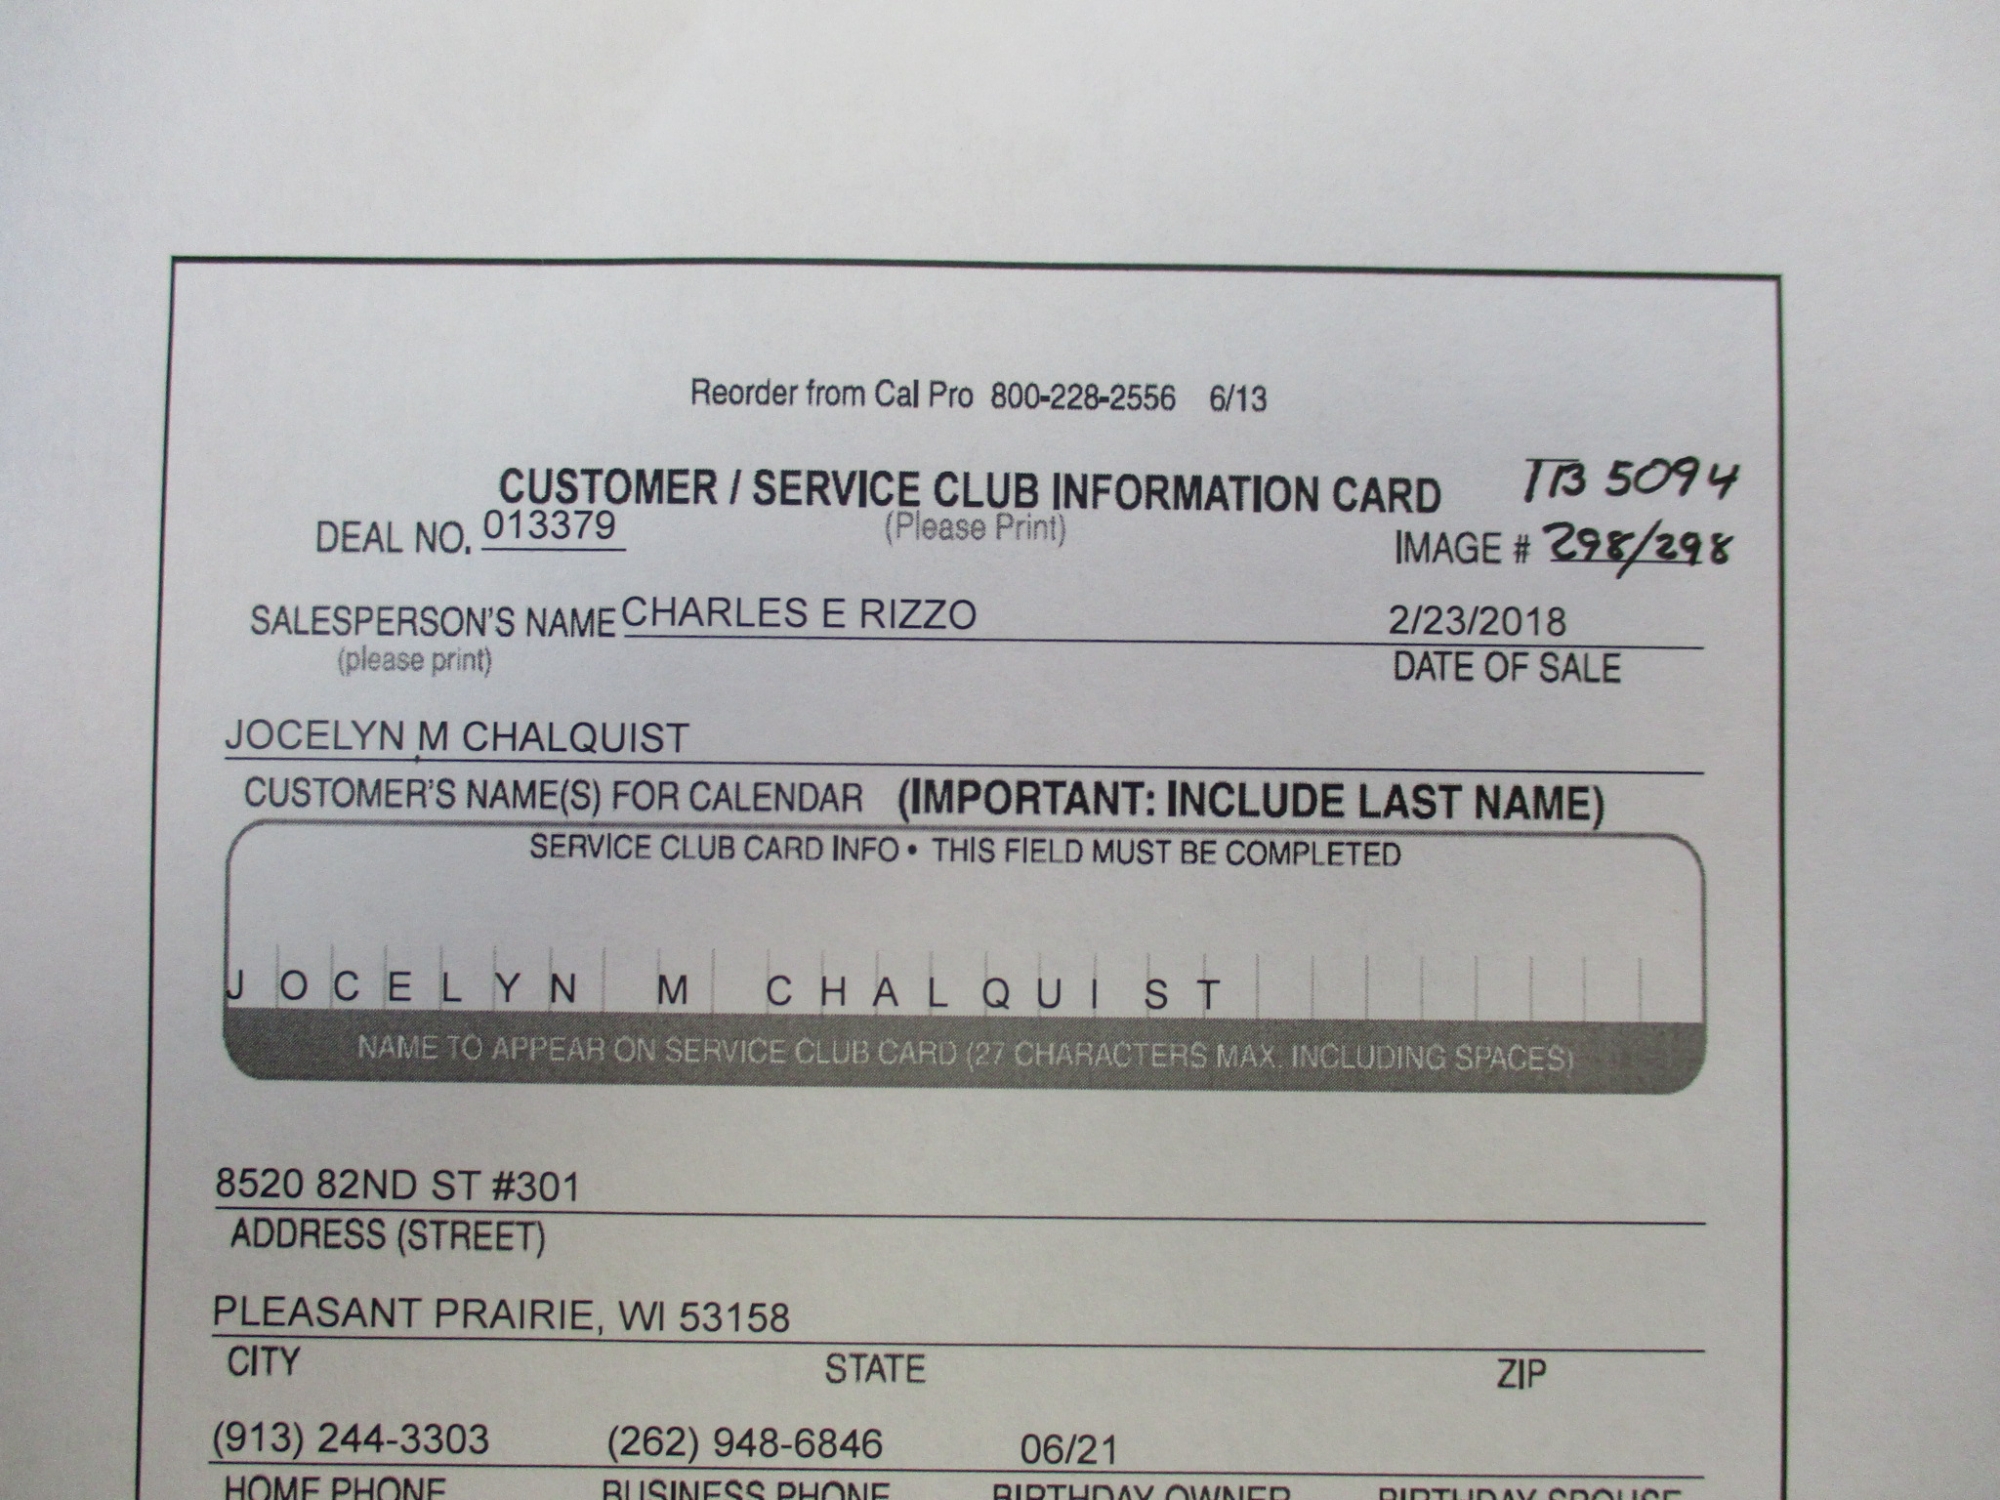 Reorder from Cal Pro 800-228-2556 6/13
CUSTOMER / SERVICE CLUB INFORMATION CARD TB 5094
DEAL NO. 013379 (Please Print) IMAGE # 298/298
SALESPERSON'S NAME CHARLES E RIZZO 2/23/2018
(please print) DATE OF SALE
JOCELYN M CHALQUIST
CUSTOMER'S NAME(S) FOR CALENDAR (IMPORTANT: INCLUDE LAST NAME)
SERVICE CLUB CARD INFO • THIS FIELD MUST BE COMPLETED
JOCELYN M CHALQUIST
NAME TO APPEAR ON SERVICE CLUB CARD (27 CHARACTERS MAX. INCLUDING SPACES)
8520 82ND ST #301
ADDRESS (STREET)
PLEASANT PRAIRIE, WI 53158
CITY STATE ZIP
(913) 244-3303 (262) 948-6846 06/21
HOME PHONE BUSINESS PHONE BIRTHDAY OWNER BIRTHDAY SPOUSE